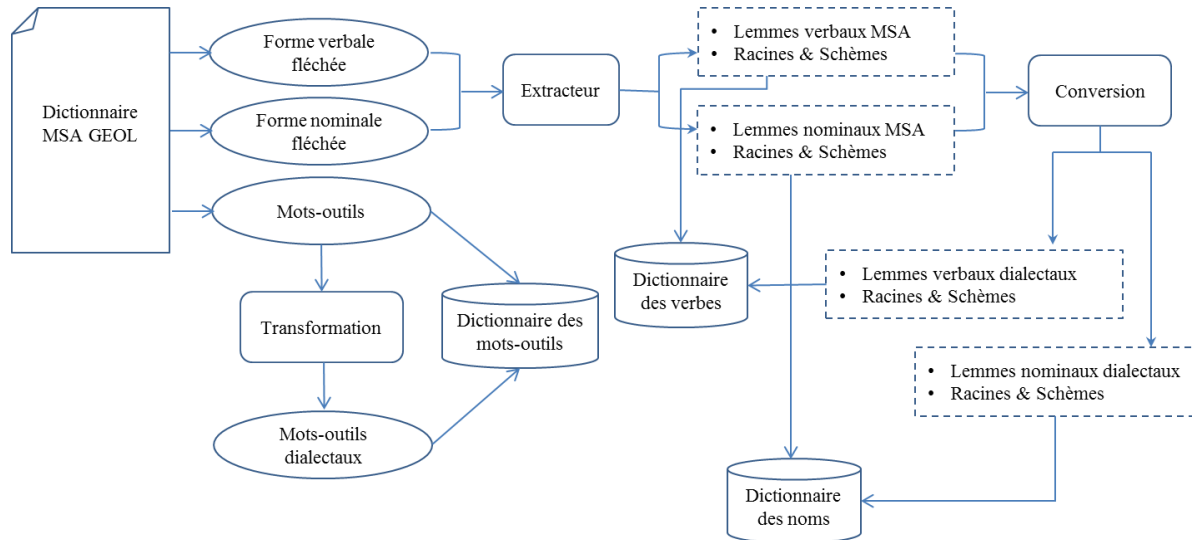 Dictionnaire
MSA GEOL
Forme verbale
fléchée
Forme nominale
fléchée
Mots-outils
Extracteur
• Lemmes verbaux MSA
• Racines & Schèmes
• Lemmes nominaux MSA
• Racines & Schèmes
Conversion
Transformation
Dictionnaire des
mots-outils
Mots-outils
dialectaux
Dictionnaire
des verbes
• Lemmes verbaux dialectaux
• Racines & Schèmes
• Lemmes nominaux dialectaux
• Racines & Schèmes
Dictionnaire
des noms